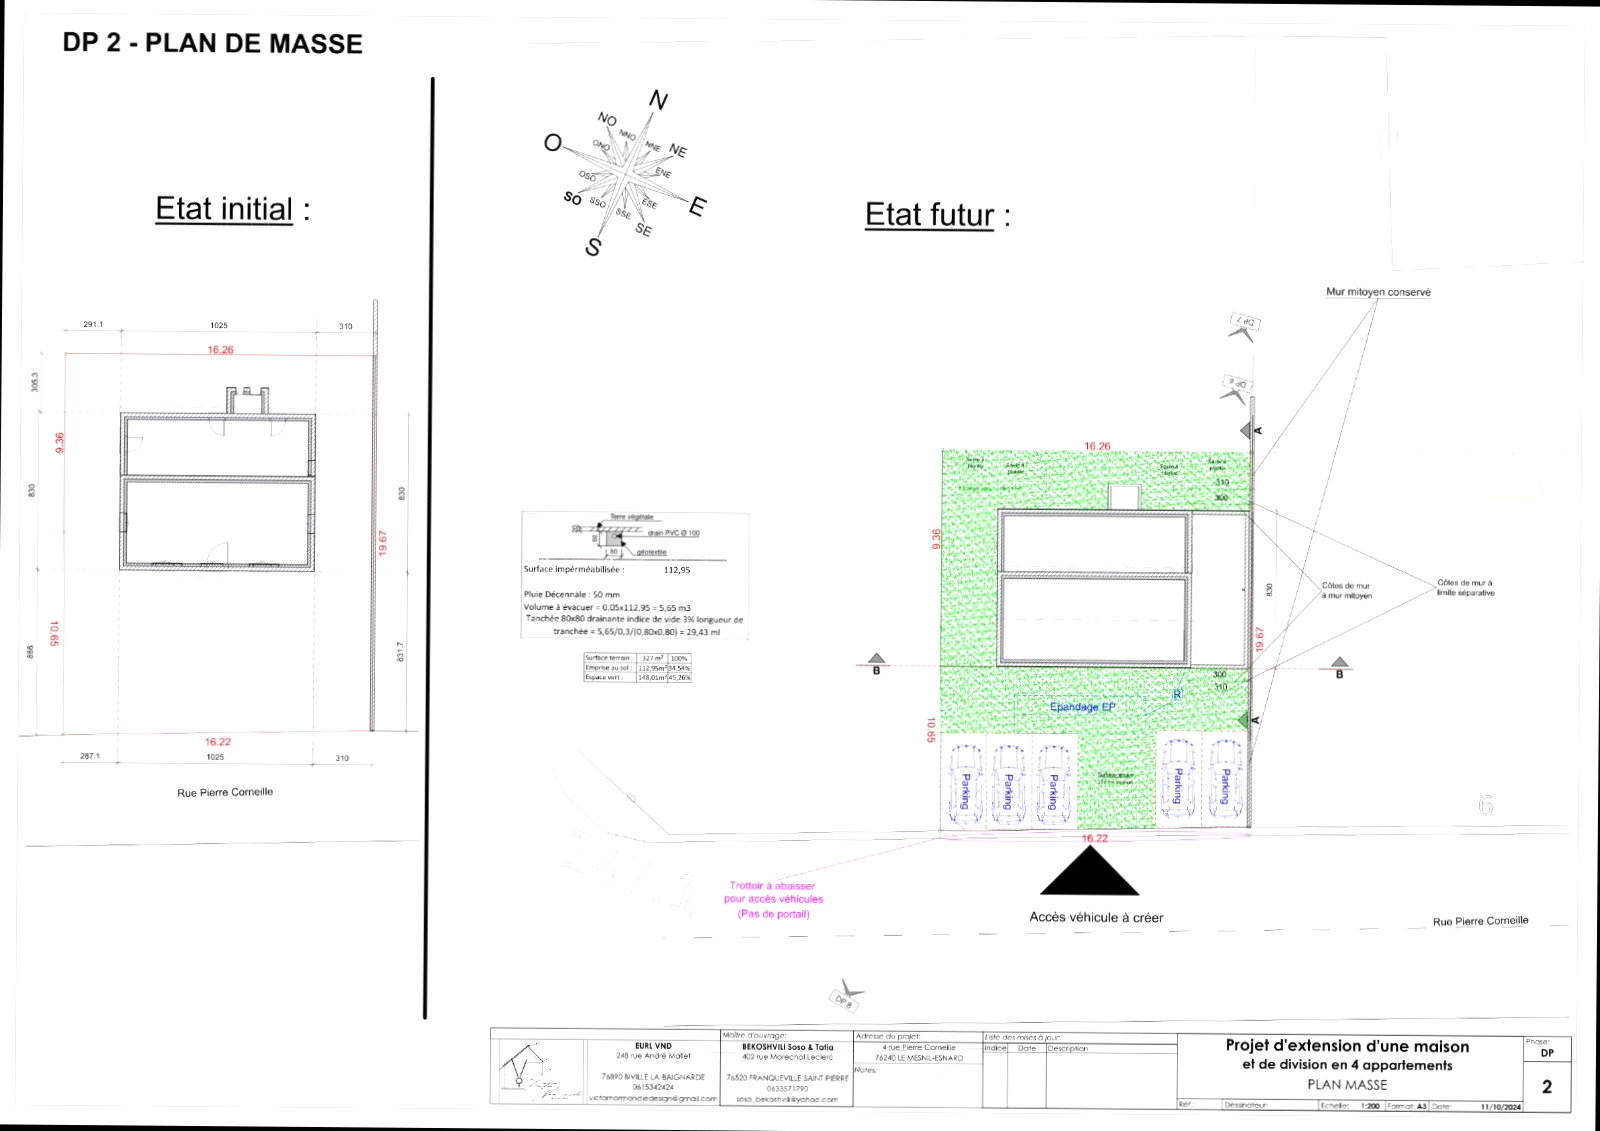 DP 2 - PLAN DE MASSE
N
NO
NNO
NNE
NE
O
ONO
ENE
OSO
SO
SSO
SSE
ESE
E
SE
S
Etat initial :
Etat futur :
291.1
1025
310
16.26
305.3
9.36
830
830
19.67
10.65
866
831.7
16.22
287.1
1025
310
Rue Pierre Corneille
Mur mitoyen conservé
DP 7
DP 6
A
16.26
310
300
9.36
830
Côtes de mur
à mur mitoyen
Côtes de mur à
limite séparative
19.67
B
B
300
310
R
Epandage EP
A
10.65
Parking
Parking
Parking
Parking
Parking
16.22
6
Terre végétale
drain PVC Ø 100
80
80
géotextile
Surface impérméabilisée : 112,95
Pluie Décennale : 50 mm
Volume à évacuer = 0,05x112,95 = 5,65 m3
Tanchée 80x80 drainante indice de vide 3% longueur de
tranchée = 5,65/0,3/(0,80x0,80) = 29,43 ml
Surface terrain : 327 m² 100%
Emprise au sol : 112,95m² 34,54%
Espace vert : 148,01m² 45,26%
Trottoir à abaisser
pour accès véhicules
(Pas de portail)
Accès véhicule à créer
Rue Pierre Corneille
DP 8
EURL VND
248 rue André Mallet
76890 BIVILLE LA BAIGNARDE
0615342424
victornormandiedesign@gmail.com
Maître d'ouvrage:
BEKOSHVILI Soso & Tatia
402 rue Maréchal Leclerc
76520 FRANQUEVILLE-SAINT-PIERRE
0633571790
soso_bekoshvili@yahoo.com
Adresse du projet:
4 rue Pierre Corneille
76240 LE MESNIL-ESNARD
Notes:
Liste des mises à jour:
Indice Date Description
Projet d'extension d'une maison
et de division en 4 appartements
PLAN MASSE
Réf.: Dessinateur: Echelle: 1:200 Format: A3 Date: 11/10/2024
Phase:
DP
2